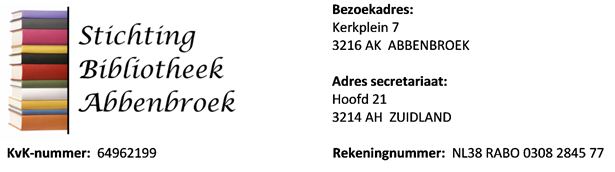 Stichting
Bibliotheek
Abbenbroek
Bezoekadres:
Kerkplein 7
3216 AK  ABBENBROEK
Adres secretariaat:
Hoofd 21
3214 AH  ZUIDLAND
KvK-nummer:  64962199
Rekeningnummer:  NL38 RABO 0308 2845 77